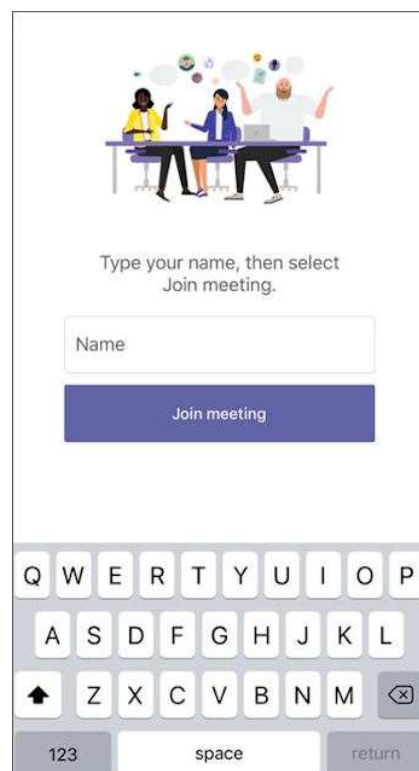 Type your name, then select
Join meeting.
Name
Join meeting
Q W E R T Y U I O P
A S D F G H J K L
Z X C V B N M
123 space return